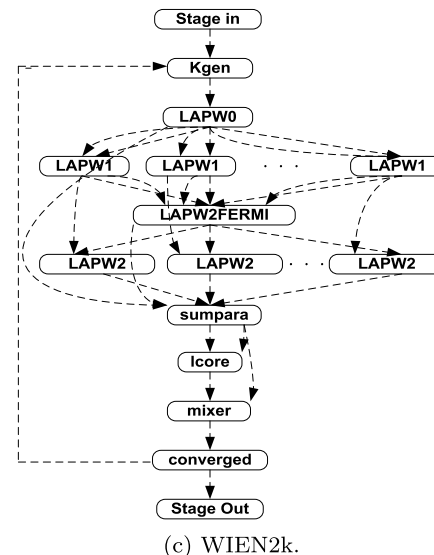 Stage in
Kgen
LAPW0
LAPW1 LAPW1 . . . LAPW1
LAPW2FERMI
LAPW2 LAPW2 . . . LAPW2
sumpara
lcore
mixer
converged
Stage Out
(c) WIEN2k.